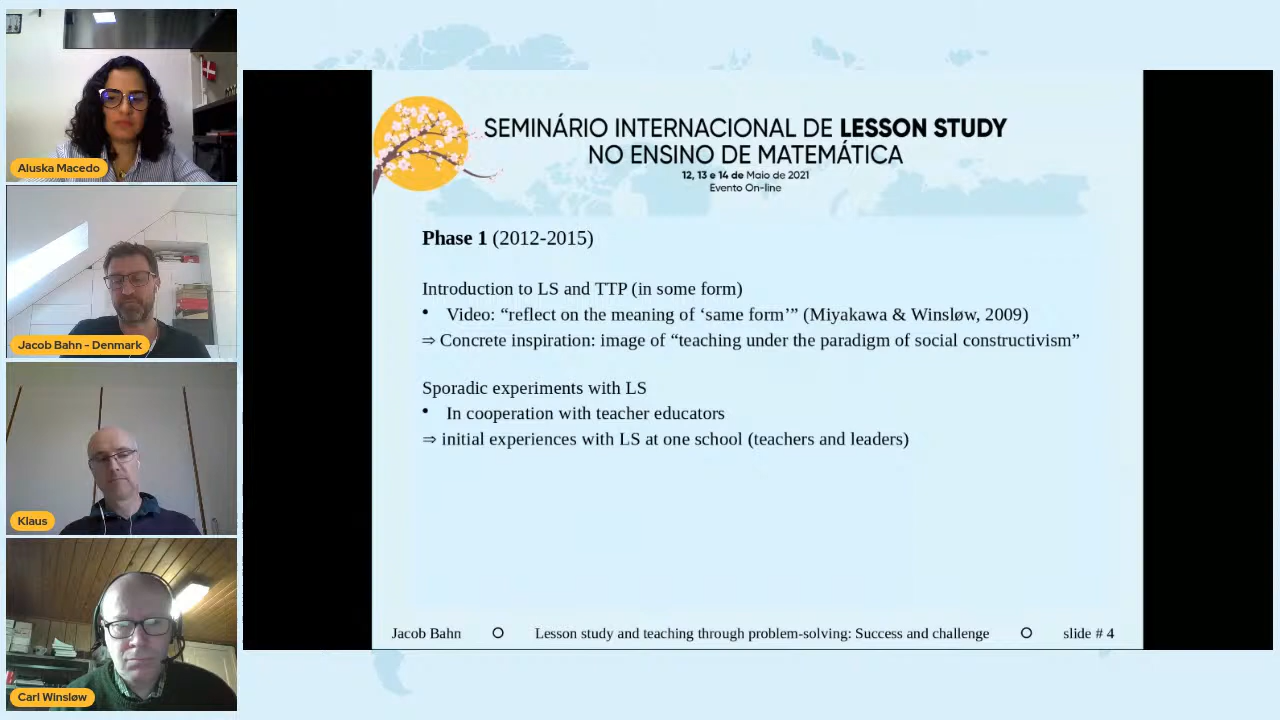 Aluska Macedo
Jacob Bahn - Denmark
Klaus
Carl Winsløw
SEMINÁRIO INTERNACIONAL DE LESSON STUDY
NO ENSINO DE MATEMÁTICA
12, 13 e 14 de Maio de 2021
Evento On-line
Phase 1 (2012-2015)
Introduction to LS and TTP (in some form)
• Video: “reflect on the meaning of ‘same form’” (Miyakawa & Winsløw, 2009)
⇒ Concrete inspiration: image of “teaching under the paradigm of social constructivism”
Sporadic experiments with LS
• In cooperation with teacher educators
⇒ initial experiences with LS at one school (teachers and leaders)
Jacob Bahn O Lesson study and teaching through problem-solving: Success and challenge O slide # 4